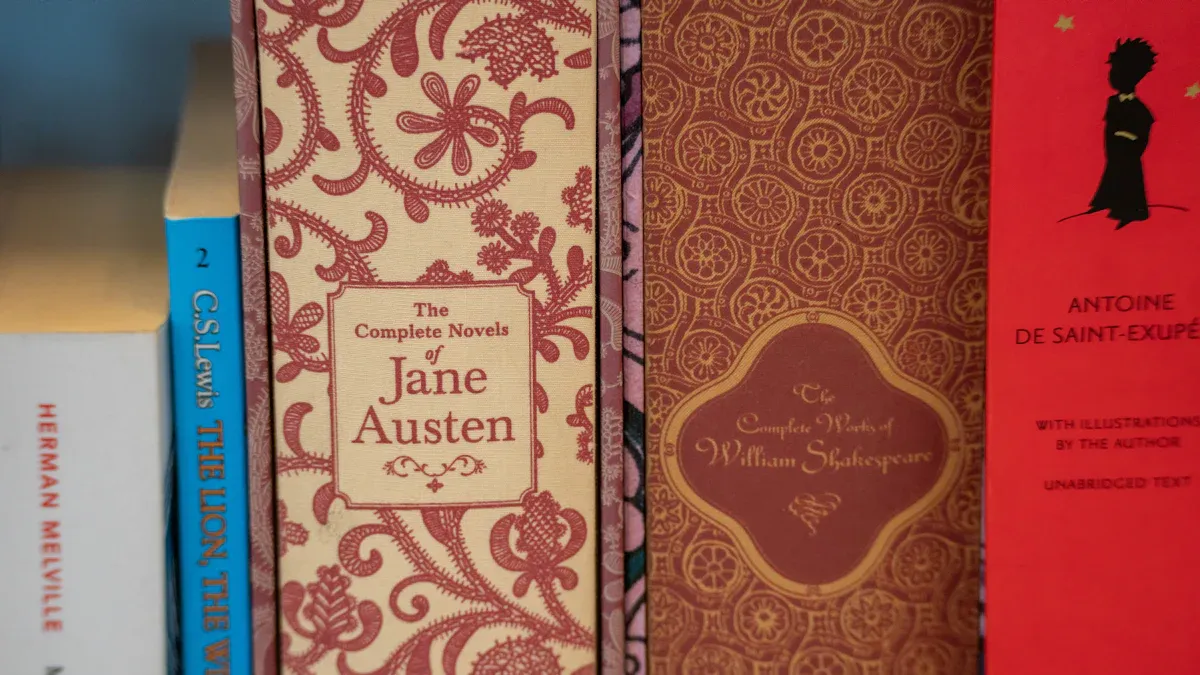 HERMAN MELVILLE
2
C.S.Lewis THE LION, THE
The
Complete Novels
of
Jane
Austen
The
Complete Works of
William Shakespeare
ANTOINE
DE SAINT-EXUPÉ
WITH ILLUSTRATIONS
BY THE AUTHOR
UNABRIDGED TEXT